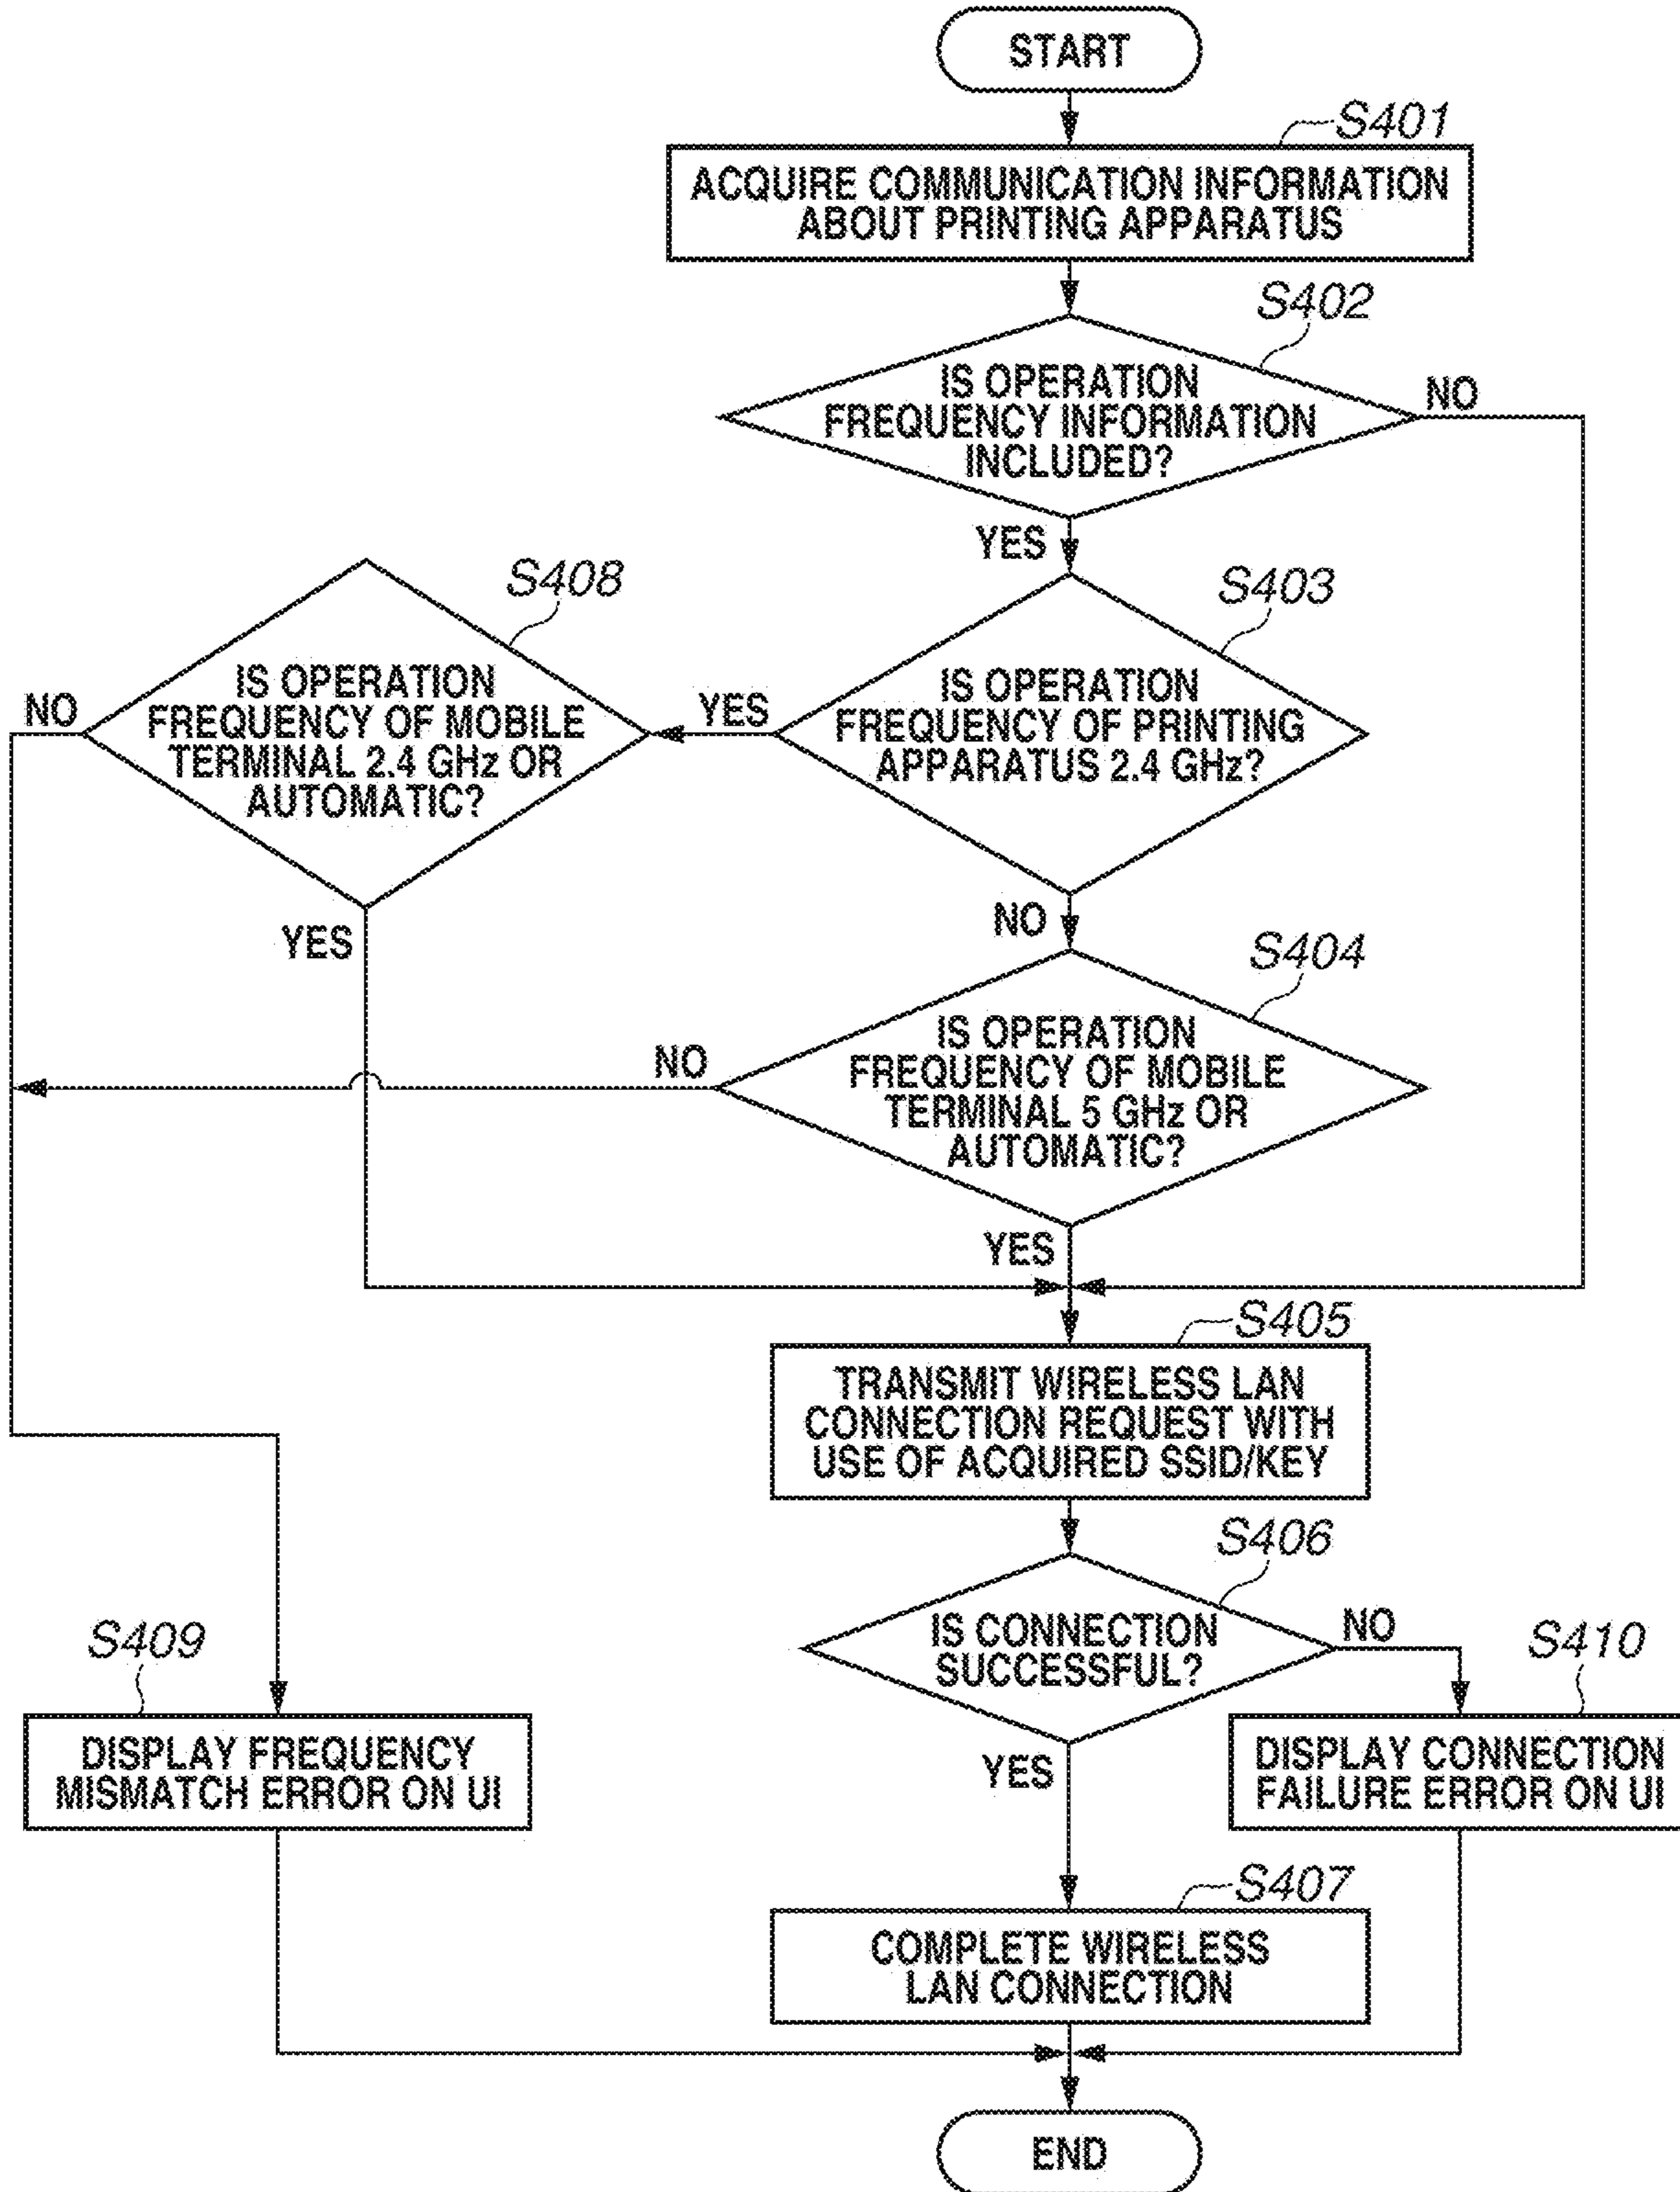 START
S401
ACQUIRE COMMUNICATION INFORMATION
ABOUT PRINTING APPARATUS
S402
IS OPERATION
FREQUENCY INFORMATION
INCLUDED?
NO
YES
S408
S403
IS OPERATION
FREQUENCY OF MOBILE
TERMINAL 2.4 GHz OR
AUTOMATIC?
NO
YES
YES
IS OPERATION
FREQUENCY OF PRINTING
APPARATUS 2.4 GHz?
NO
S404
IS OPERATION
FREQUENCY OF MOBILE
TERMINAL 5 GHz OR
AUTOMATIC?
NO
YES
S405
TRANSMIT WIRELESS LAN
CONNECTION REQUEST WITH
USE OF ACQUIRED SSID/KEY
S406
IS CONNECTION
SUCCESSFUL?
NO
YES
S409
DISPLAY FREQUENCY
MISMATCH ERROR ON UI
S410
DISPLAY CONNECTION
FAILURE ERROR ON UI
S407
COMPLETE WIRELESS
LAN CONNECTION
END